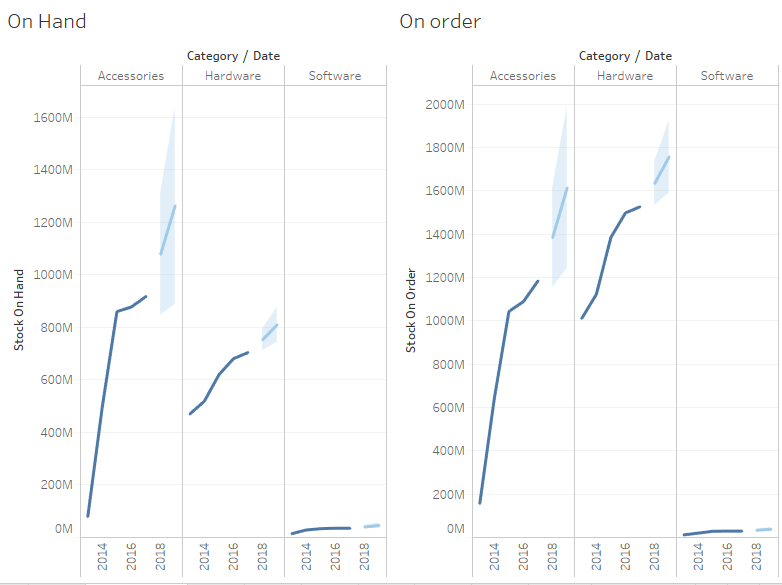 On Hand
Category / Date
Accessories Hardware Software
1600M
1400M
1200M
1000M
800M
600M
400M
200M
0M
Stock On Hand
2014 2016 2018 2014 2016 2018 2014 2016 2018
On order
Category / Date
Accessories Hardware Software
2000M
1800M
1600M
1400M
1200M
1000M
800M
600M
400M
200M
0M
Stock On Order
2014 2016 2018 2014 2016 2018 2014 2016 2018